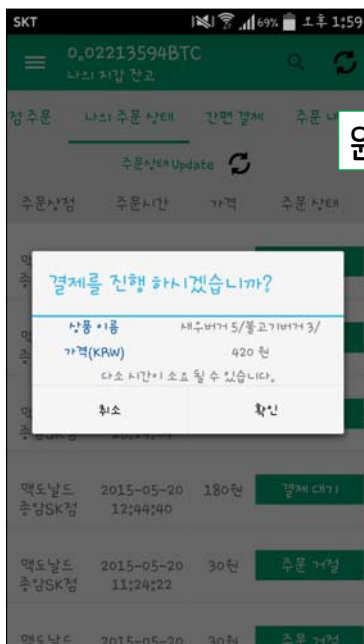 SKT 69% 오후 1:59
0.02213594BTC
나의 지갑 잔고
점 주문 나의 주문 상태 간편 결제 주문 내
주문상태 Update
주문상점 주문시간 가격 주문 상태
결제를 진행 하시겠습니까?
상품 이름 새우버거 5/불고기버거 3/
가격(KRW) 420 원
다소 시간이 소요 될 수 있습니다.
취소 확인
맥도날드 2015-05-20 180원 결제 대기
종암SK점 12:44:40
맥도날드 2015-05-20 30원 주문 거절
종암SK점 11:24:22
맥도날드 2015-05-20 30원 주문 거절